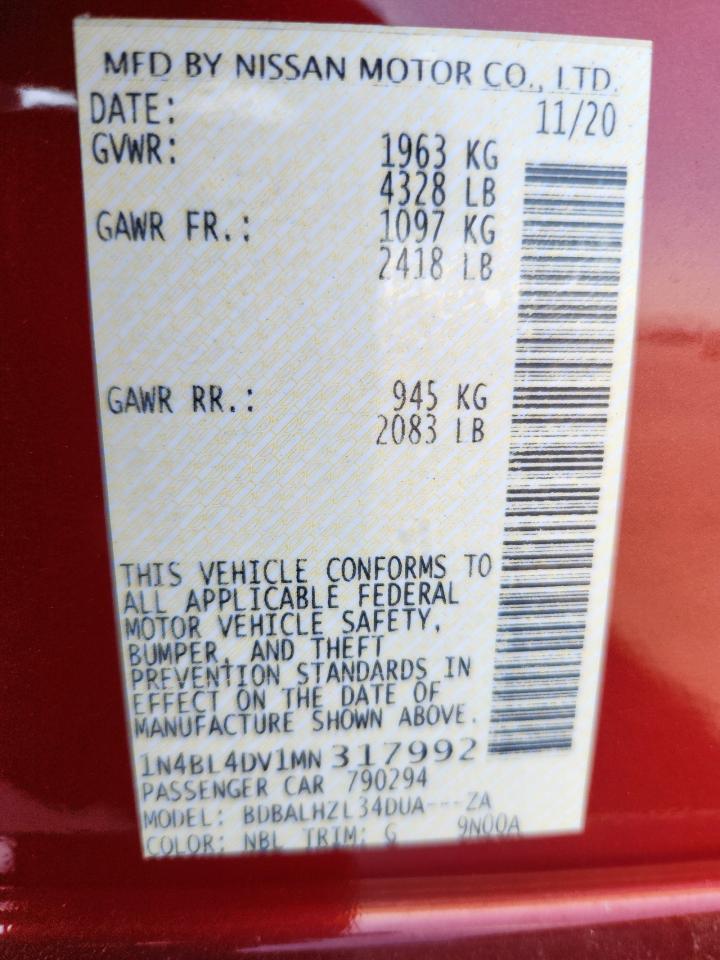 MFD BY NISSAN MOTOR CO., LTD.
DATE: 11/20
GVWR: 1963 KG
4328 LB
GAWR FR.: 1097 KG
2418 LB
GAWR RR.: 945 KG
2083 LB
THIS VEHICLE CONFORMS TO
ALL APPLICABLE FEDERAL
MOTOR VEHICLE SAFETY,
BUMPER, AND THEFT
PREVENTION STANDARDS IN
EFFECT ON THE DATE OF
MANUFACTURE SHOWN ABOVE.
1N4BL4DV1MN317992
PASSENGER CAR 790294
MODEL: BDBALHZL34DUA---ZA
COLOR: NBL TRIM: G 9N00A